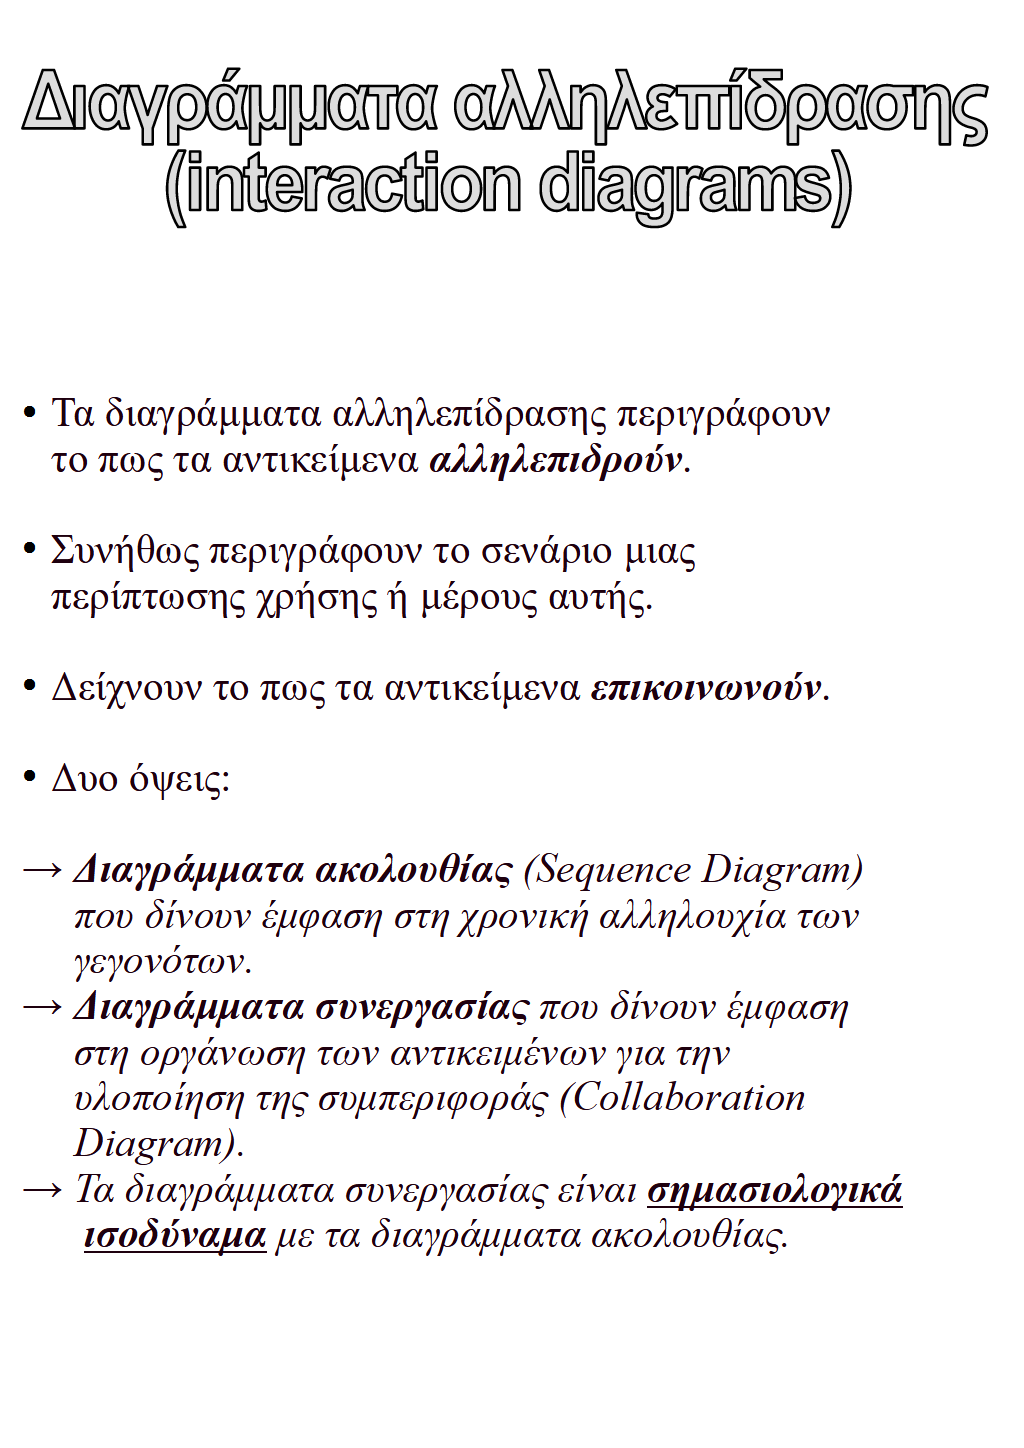 Διαγράμματα αλληλεπίδρασης
(interaction diagrams)
• Τα διαγράμματα αλληλεπίδρασης περιγράφουν
το πως τα αντικείμενα αλληλεπιδρούν.
• Συνήθως περιγράφουν το σενάριο μιας
περίπτωσης χρήσης ή μέρους αυτής.
• Δείχνουν το πως τα αντικείμενα επικοινωνούν.
• Δυο όψεις:
→ Διαγράμματα ακολουθίας (Sequence Diagram)
που δίνουν έμφαση στη χρονική αλληλουχία των
γεγονότων.
→ Διαγράμματα συνεργασίας που δίνουν έμφαση
στη οργάνωση των αντικειμένων για την
υλοποίηση της συμπεριφοράς (Collaboration
Diagram).
→ Τα διαγράμματα συνεργασίας είναι σημασιολογικά
ισοδύναμα με τα διαγράμματα ακολουθίας.